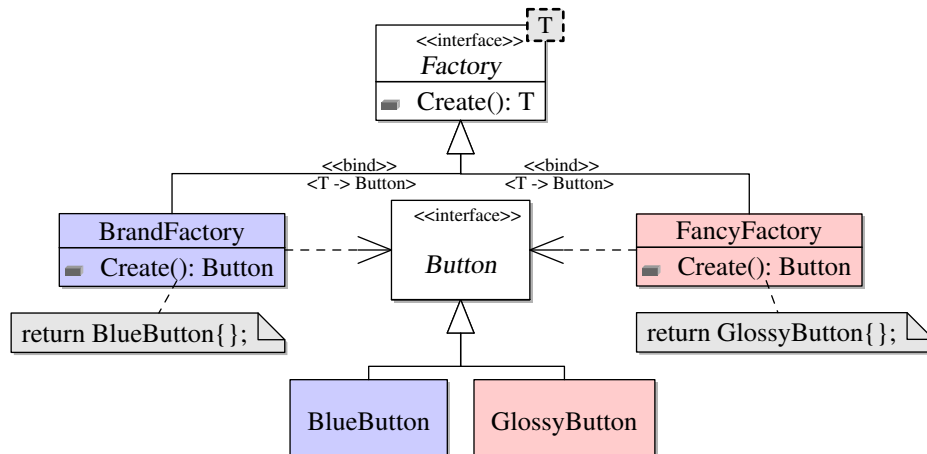 T
<<interface>>
Factory
Create(): T
<<bind>>
<T -> Button>
<<bind>>
<T -> Button>
BrandFactory
Create(): Button
<<interface>>
Button
FancyFactory
Create(): Button
return BlueButton{};
return GlossyButton{};
BlueButton
GlossyButton